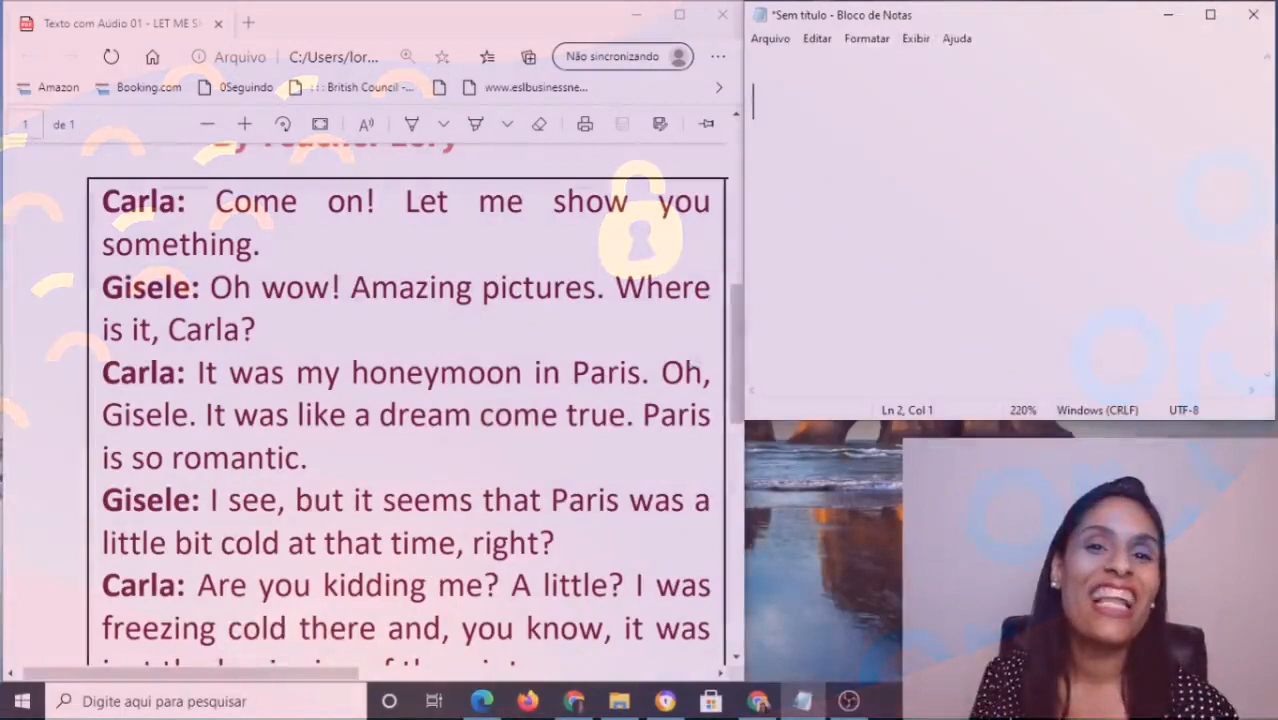 Texto com Áudio 01 - LET ME S
*Sem título - Bloco de Notas
Arquivo Editar Formatar Exibir Ajuda
Arquivo C:/Users/lor... Não sincronizando
Amazon Booking.com 0Seguindo British Council -... www.eslbusinessne...
1 de 1
By Teacher Lory
Carla: Come on! Let me show you
something.
Gisele: Oh wow! Amazing pictures. Where
is it, Carla?
Carla: It was my honeymoon in Paris. Oh,
Gisele. It was like a dream come true. Paris
is so romantic.
Gisele: I see, but it seems that Paris was a
little bit cold at that time, right?
Carla: Are you kidding me? A little? I was
freezing cold there and, you know, it was
Ln 2, Col 1 220% Windows (CRLF) UTF-8
Digite aqui para pesquisar